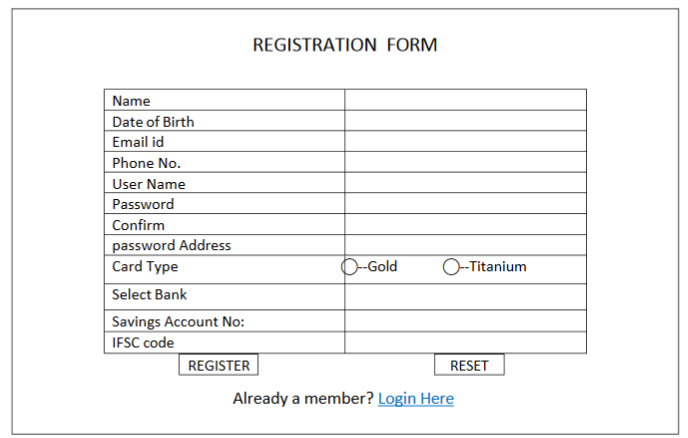 REGISTRATION FORM
Name
Date of Birth
Email id
Phone No.
User Name
Password
Confirm
password Address
Card Type --Gold --Titanium
Select Bank
Savings Account No:
IFSC code
REGISTER RESET
Already a member? Login Here